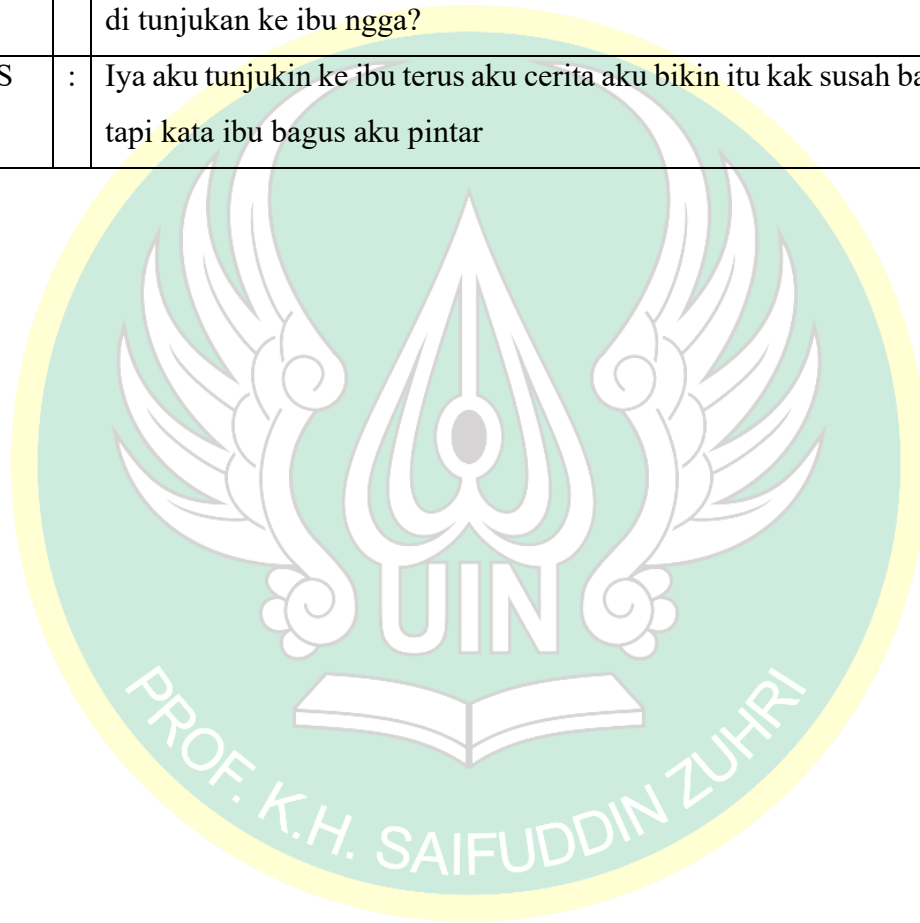 di tunjukan ke ibu ngga?
S : Iya aku tunjukin ke ibu terus aku cerita aku bikin itu kak susah
tapi kata ibu bagus aku pintar
UIN
PROF. K.H. SAIFUDDIN ZUHRI